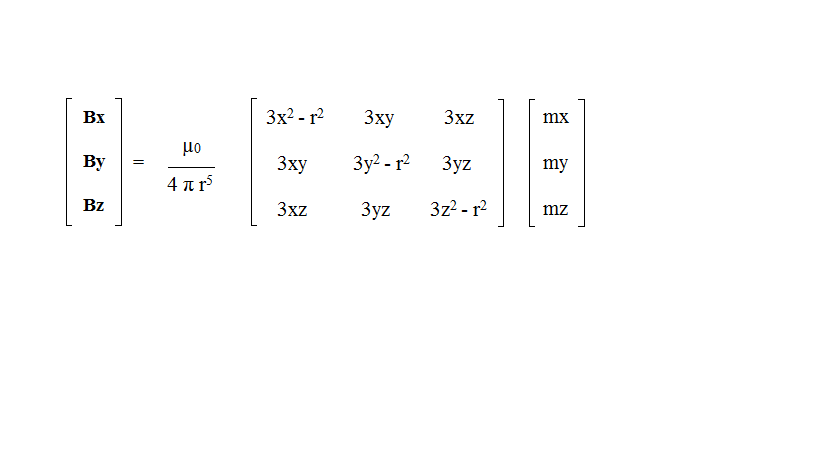 Bx 3x² - r² 3xy 3xz mx
μ₀
By = 3xy 3y² - r² 3yz my
4 π r⁵
Bz 3xz 3yz 3z² - r² mz